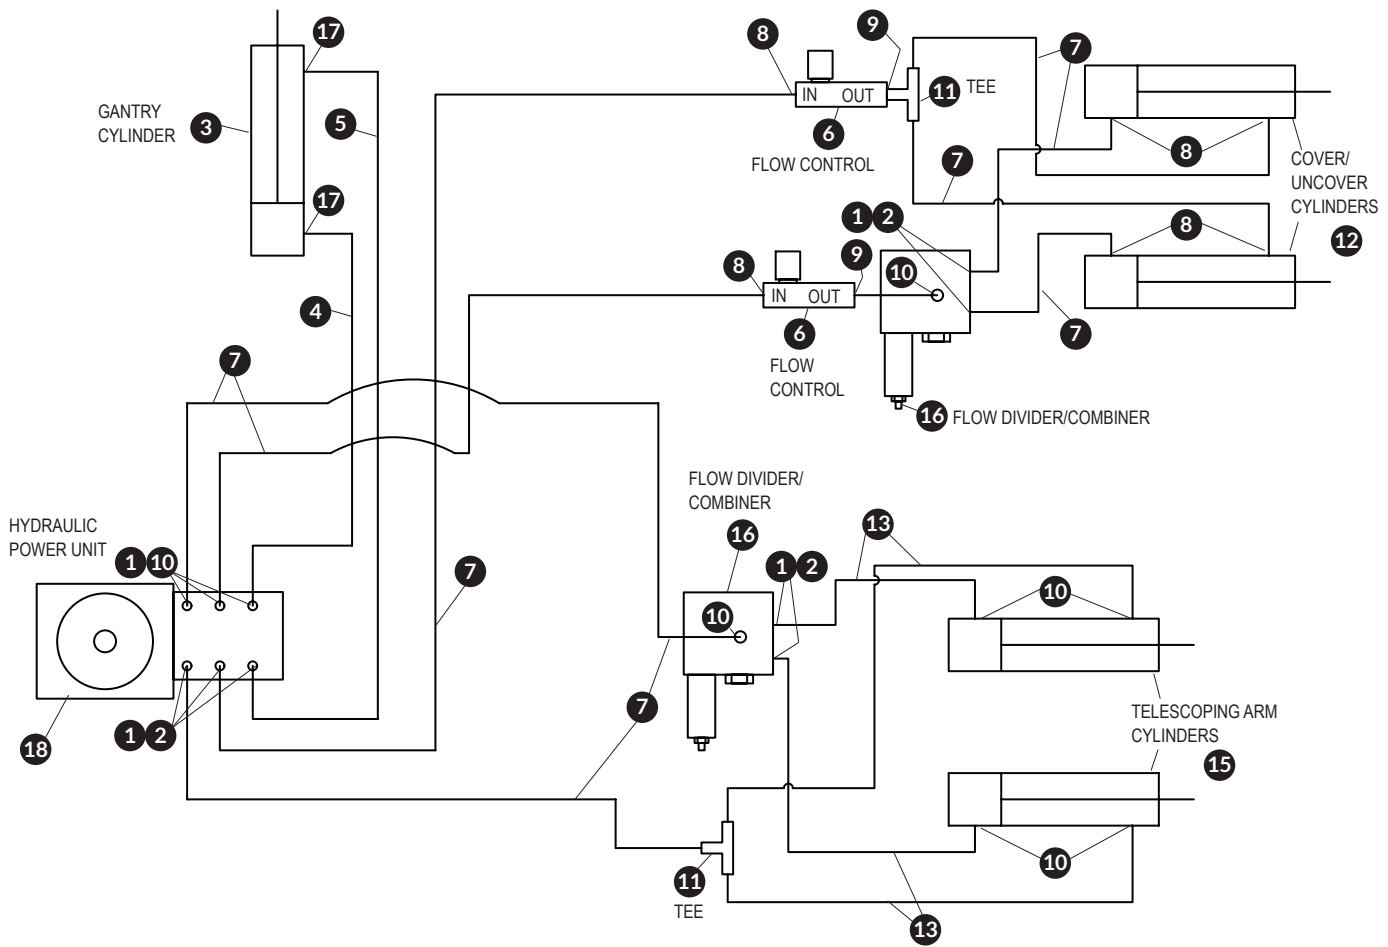 17
8
9
7
IN OUT
11 TEE
GANTRY
CYLINDER
3
5
6
FLOW CONTROL
7
8
COVER/
UNCOVER
CYLINDERS
12
17
1 2
8
8
9
10
IN OUT
4
6
7
FLOW
CONTROL
7
16 FLOW DIVIDER/COMBINER
FLOW DIVIDER/
COMBINER
16
13
HYDRAULIC
POWER UNIT
1 10
7
1 2
10
10
7
18
1 2
TELESCOPING ARM
CYLINDERS
15
10
11
TEE
13